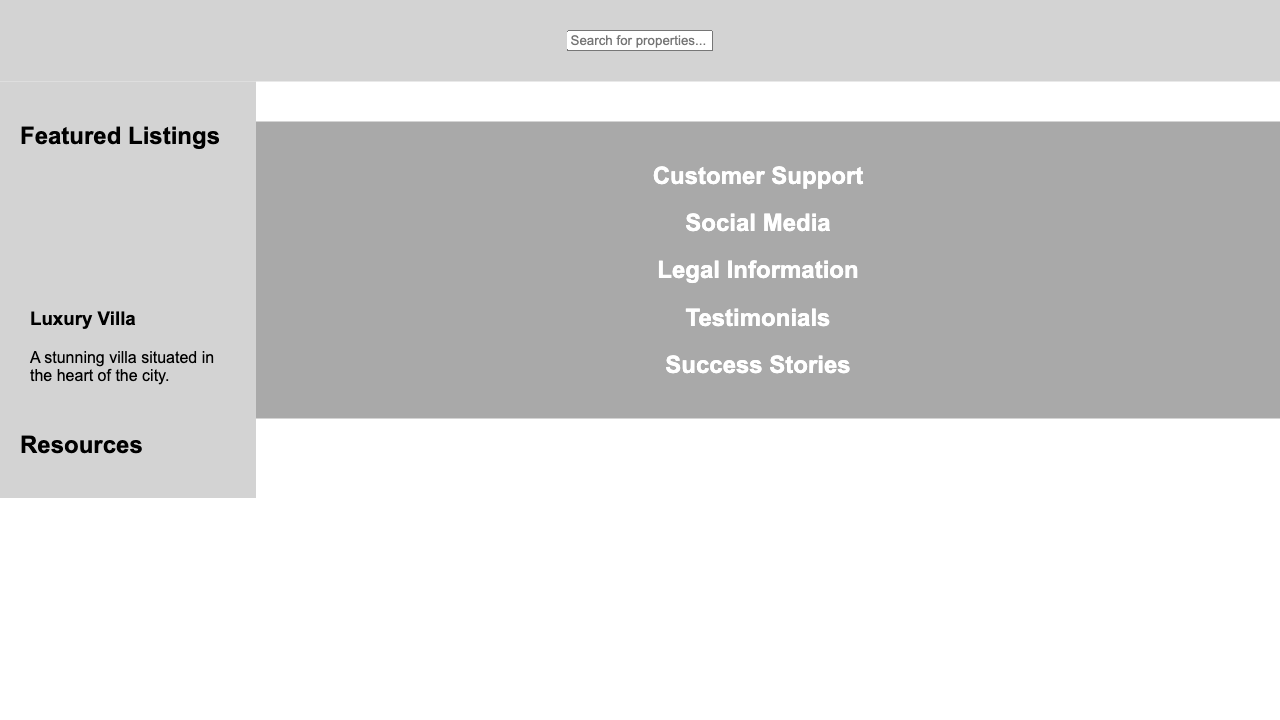 Search for properties...
Featured Listings
Luxury Villa
A stunning villa situated in
the heart of the city.
Resources
Customer Support
Social Media
Legal Information
Testimonials
Success Stories